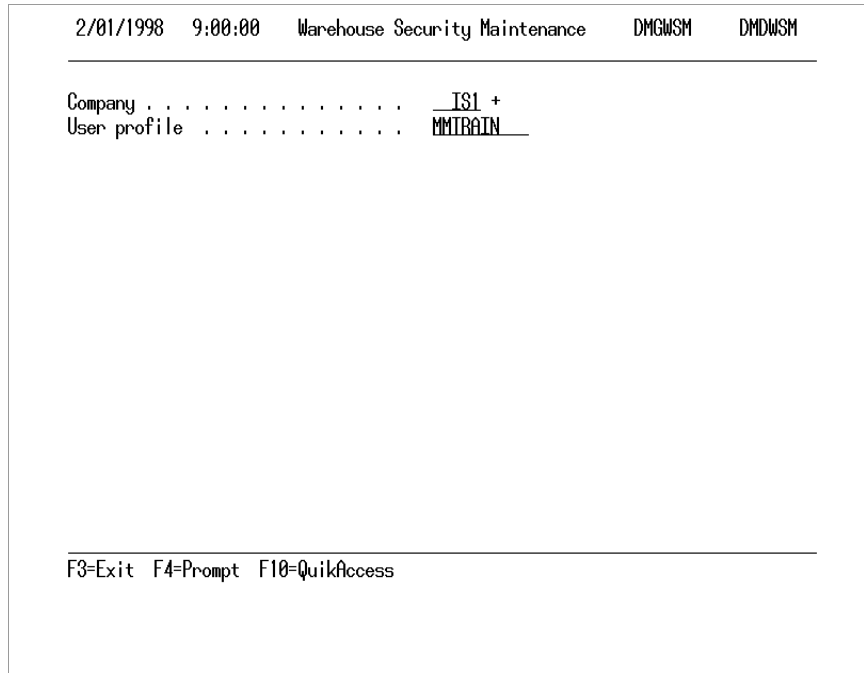 2/01/1998 9:00:00 Warehouse Security Maintenance DMGWSM DMDWSM
Company . . . . . . . . . . . . . . IS1 +
User profile . . . . . . . . . . . MMTRAIN
F3=Exit F4=Prompt F10=QuikAccess